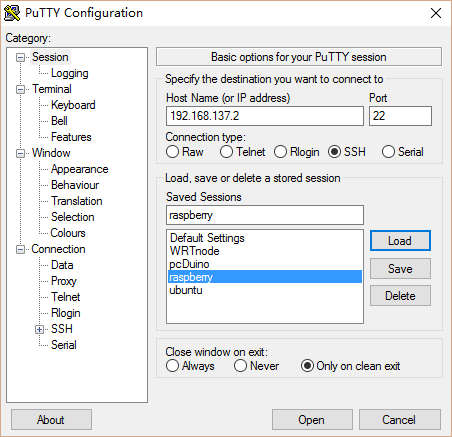 PuTTY Configuration
Category:
Session
Logging
Terminal
Keyboard
Bell
Features
Window
Appearance
Behaviour
Translation
Selection
Colours
Connection
Data
Proxy
Telnet
Rlogin
SSH
Serial
Basic options for your PuTTY session
Specify the destination you want to connect to
Host Name (or IP address) Port
192.168.137.2 22
Connection type:
Raw Telnet Rlogin SSH Serial
Load, save or delete a stored session
Saved Sessions
raspberry
Default Settings
WRTnode
pcDuino
raspberry
ubuntu
Load
Save
Delete
Close window on exit:
Always Never Only on clean exit
About Open Cancel